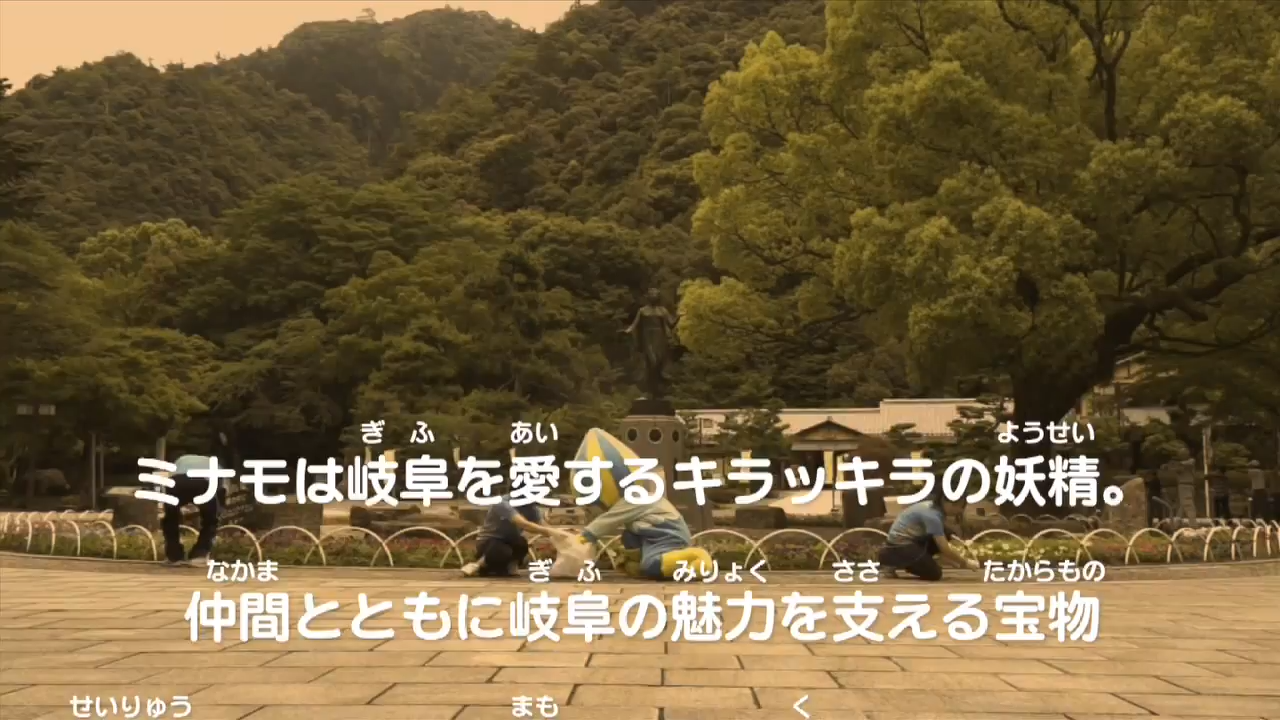 ぎ ふ あい ようせい
ミナモは岐阜を愛するキラッキラの妖精。
なかま ぎ ふ みりょく ささ たからもの
仲間とともに岐阜の魅力を支える宝物
せいりゅう まも く